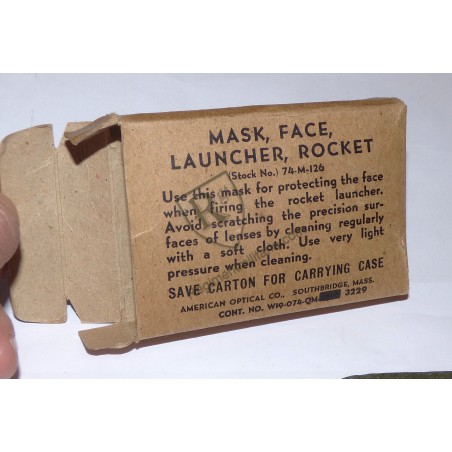 MASK, FACE,
LAUNCHER, ROCKET
(Stock No.) 74-M-126
Use this mask for protecting the face
when firing the rocket launcher.
Avoid scratching the precision sur-
faces of lenses by cleaning regularly
with a soft cloth. Use very light
pressure when cleaning.
SAVE CARTON FOR CARRYING CASE
AMERICAN OPTICAL CO., SOUTHBRIDGE, MASS.
CONT. NO. W19-074-QM- 3229